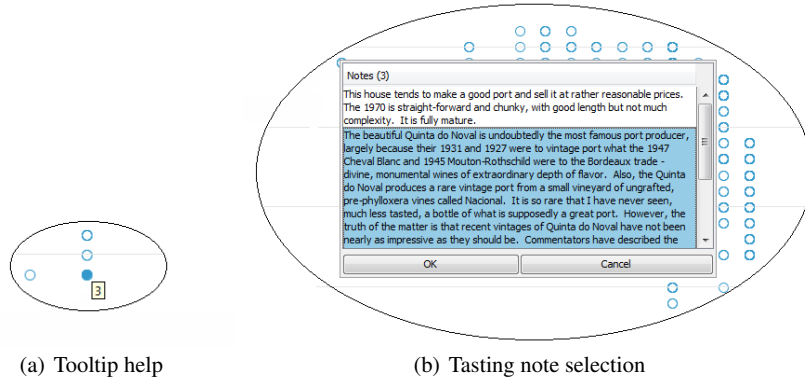 Notes (3)
This house tends to make a good port and sell it at rather reasonable prices.
The 1970 is straight-forward and chunky, with good length but not much
complexity. It is fully mature.
The beautiful Quinta do Noval is undoubtedly the most famous port producer,
largely because their 1931 and 1927 were to vintage port what the 1947
Cheval Blanc and 1945 Mouton-Rothschild were to the Bordeaux trade -
divine, monumental wines of extraordinary depth of flavor. Also, the Quinta
do Noval produces a rare vintage port from a small vineyard of ungrafted,
pre-phylloxera vines called Nacional. It is so rare that I have never seen,
much less tasted, a bottle of what is supposedly a great port. However, the
truth of the matter is that recent vintages of Quinta do Noval have not been
nearly as impressive as they should be. Commentators have described the
OK
Cancel
3
(a) Tooltip help
(b) Tasting note selection